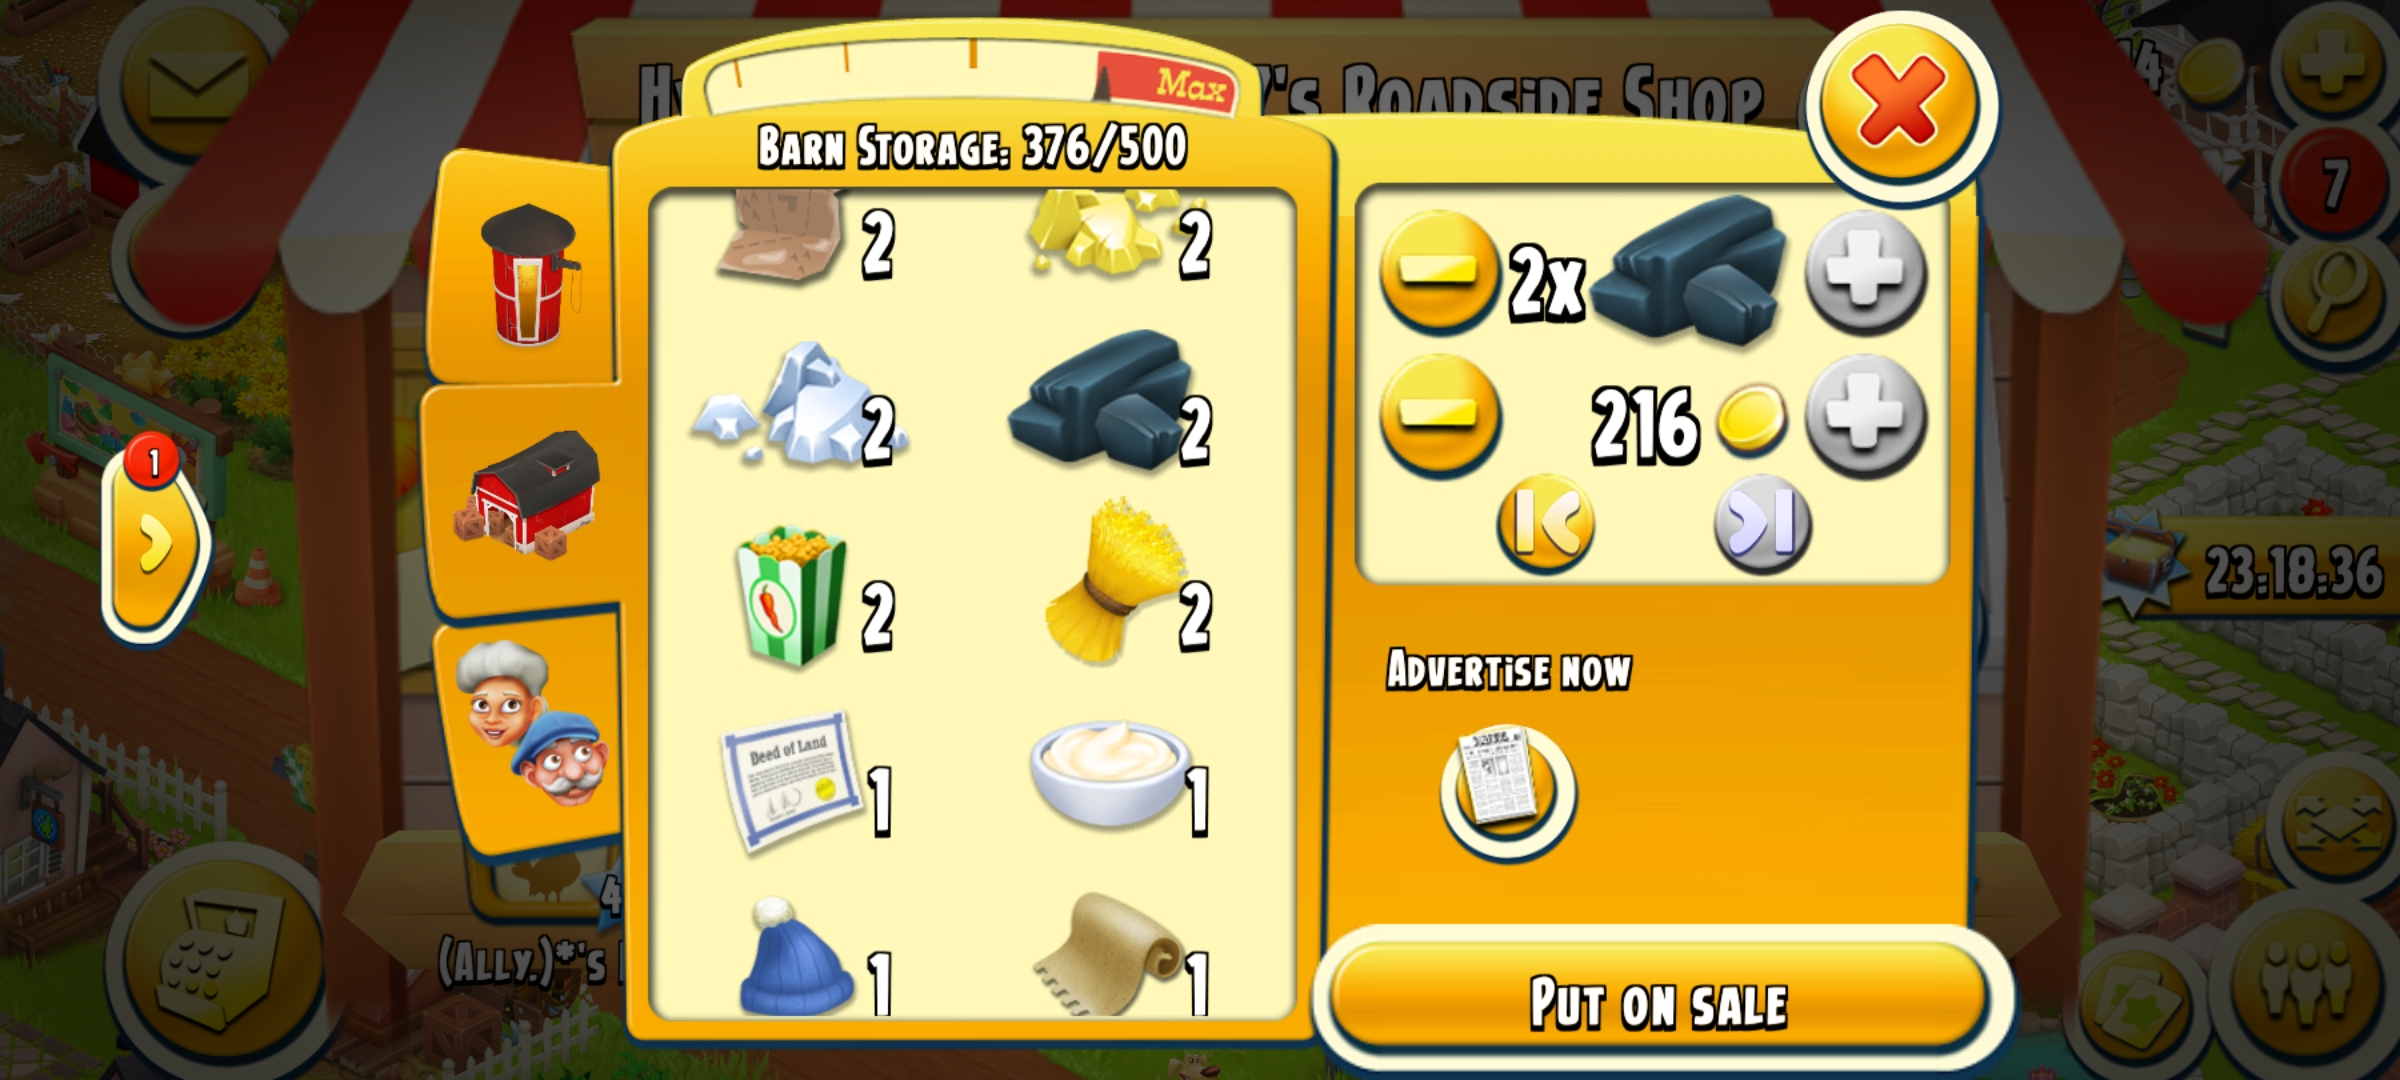 'S ROADSIDE SHOP
Max
BARN STORAGE: 376/500
2
2
2
2
2
2
1
1
Deed of Land
1
1
2x
216
ADVERTISE NOW
PUT ON SALE
1
7
23:18:36
4
(ALLY.)*'S